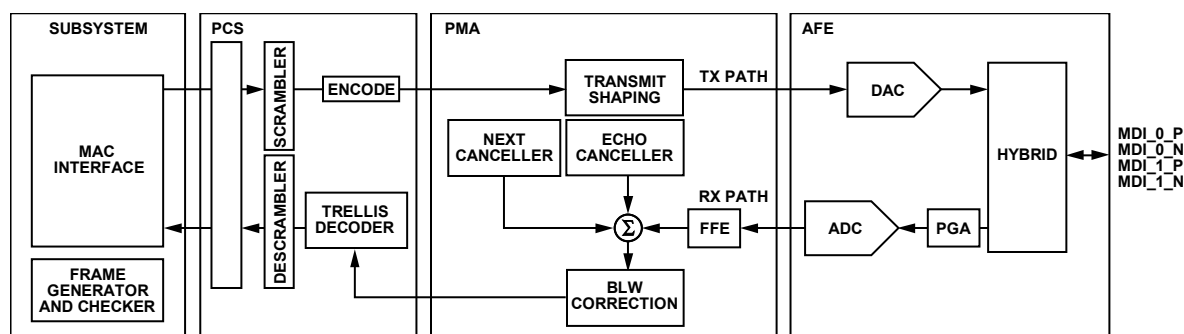 SUBSYSTEM
MAC
INTERFACE
FRAME
GENERATOR
AND CHECKER
PCS
SCRAMBLER
ENCODE
DESCRAMBLER
TRELLIS
DECODER
PMA
TRANSMIT
SHAPING
TX PATH
NEXT
CANCELLER
ECHO
CANCELLER
RX PATH
Σ
FFE
BLW
CORRECTION
AFE
DAC
HYBRID
ADC
PGA
MDI_0_P
MDI_0_N
MDI_1_P
MDI_1_N